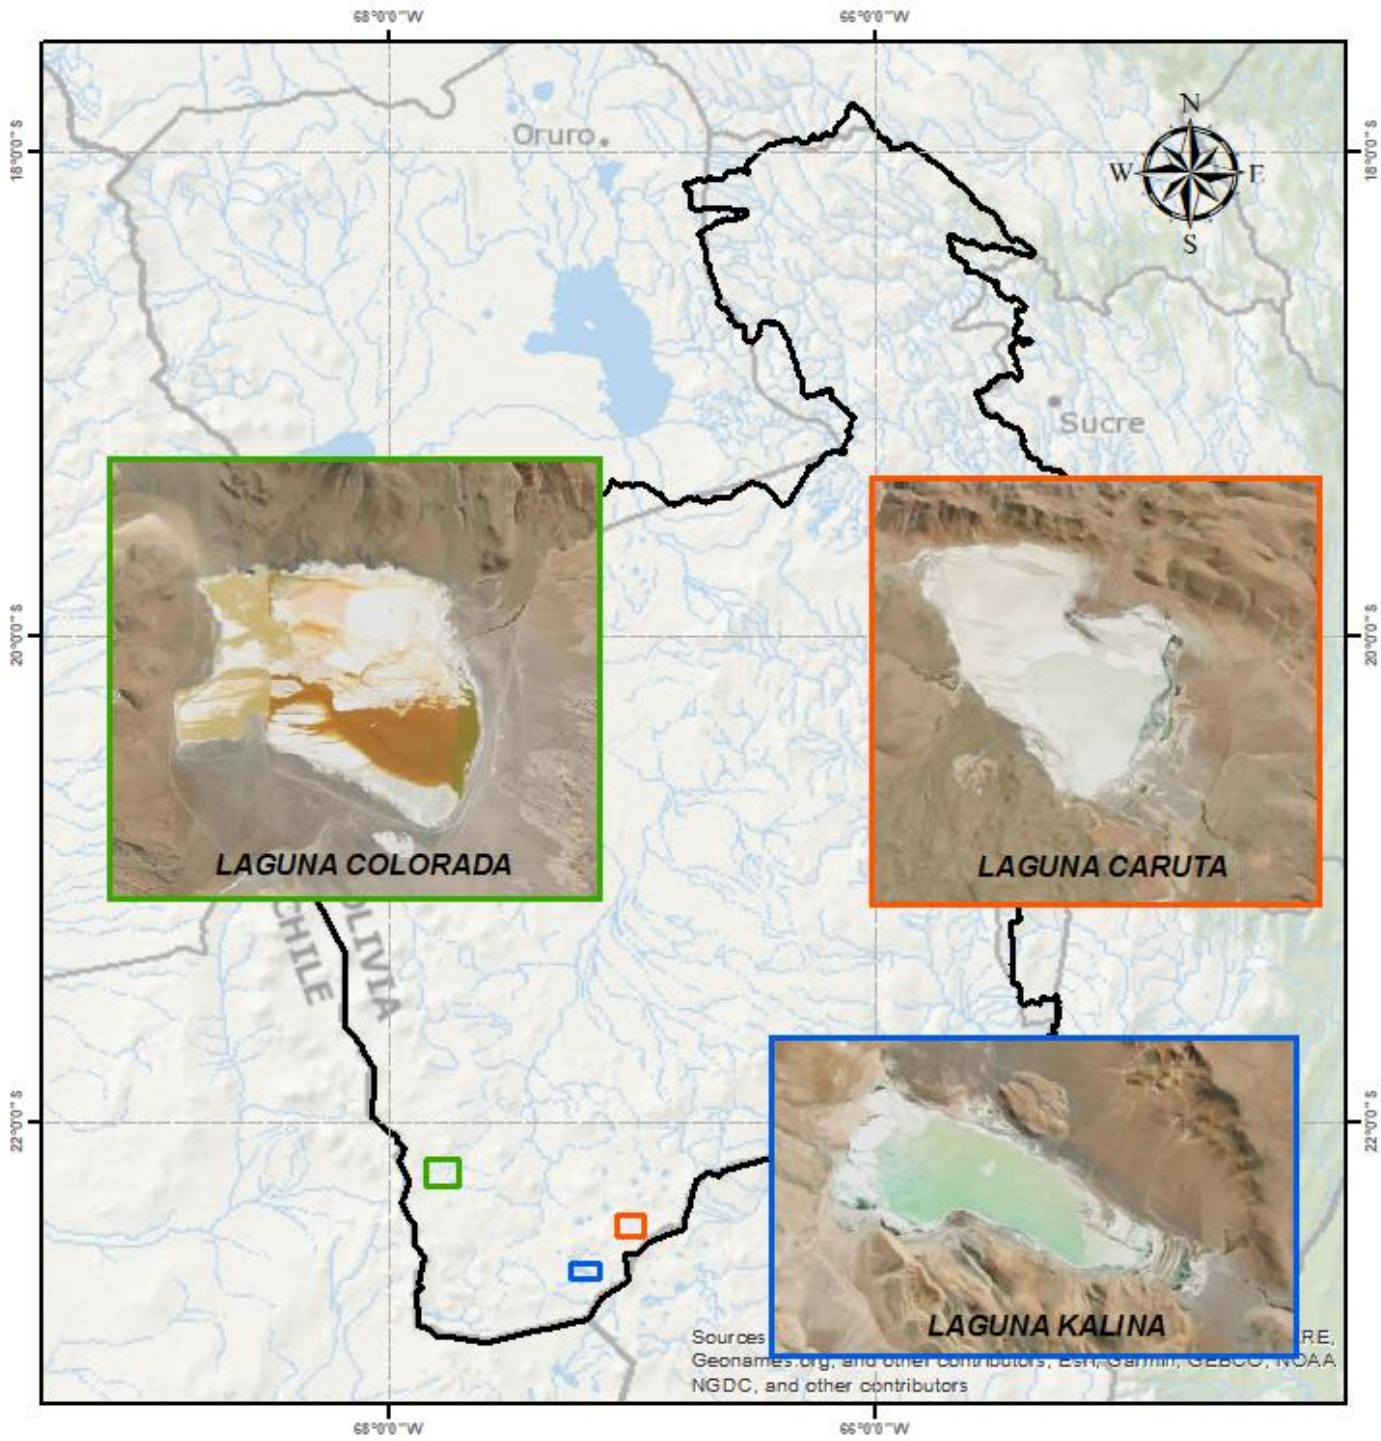 68°0'0"W 66°0'0"W
N
W E
S
18°0'0"S 18°0'0"S
Oruro
Sucre
20°0'0"S 20°0'0"S
LAGUNA COLORADA
LAGUNA CARUTA
OLIVIA
CHILE
22°0'0"S 22°0'0"S
LAGUNA KALINA
Sources RE,
Geonames.org, and other contributors, Esri, Garmin, GEBCO, NOAA
NGDC, and other contributors
68°0'0"W 66°0'0"W